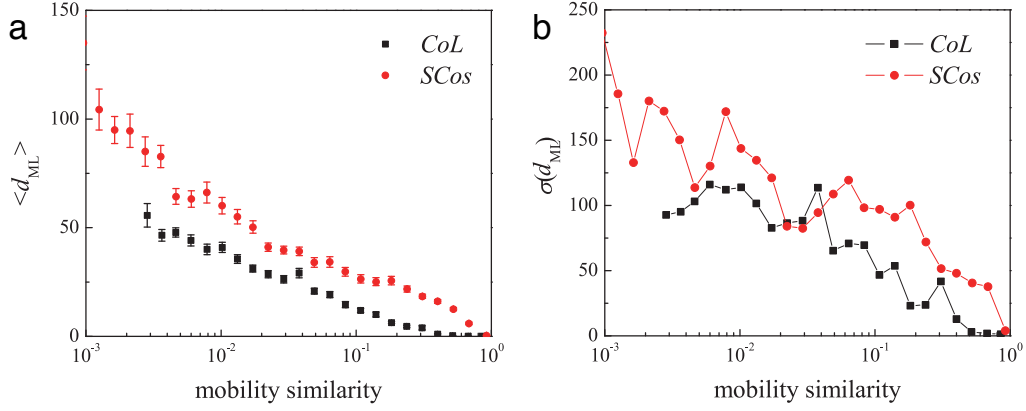 a
150
100
50
0
<d_ML>
CoL
SCos
10^-3
10^-2
10^-1
10^0
mobility similarity
b
250
200
150
100
50
0
σ(d_ML)
CoL
SCos
10^-3
10^-2
10^-1
10^0
mobility similarity